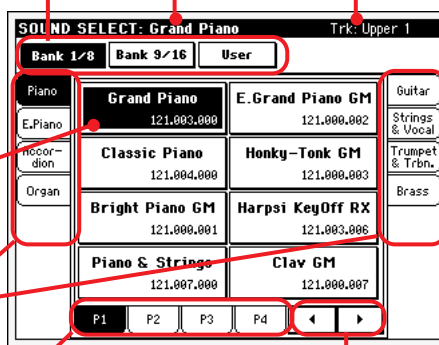 SOUND SELECT: Grand Piano Trk: Upper 1
Bank 1/8 Bank 9/16 User
Piano
E.Piano
Accor-
dion
Organ
Grand Piano
121.003.000
E.Grand Piano GM
121.000.002
Classic Piano
121.004.000
Honky-Tonk GM
121.000.003
Bright Piano GM
121.000.001
Harpsi KeyOff RX
121.003.006
Piano & Strings
121.007.000
Clav GM
121.000.007
Guitar
Strings
& Vocal
Trumpet
& Trbn.
Brass
P1 P2 P3 P4